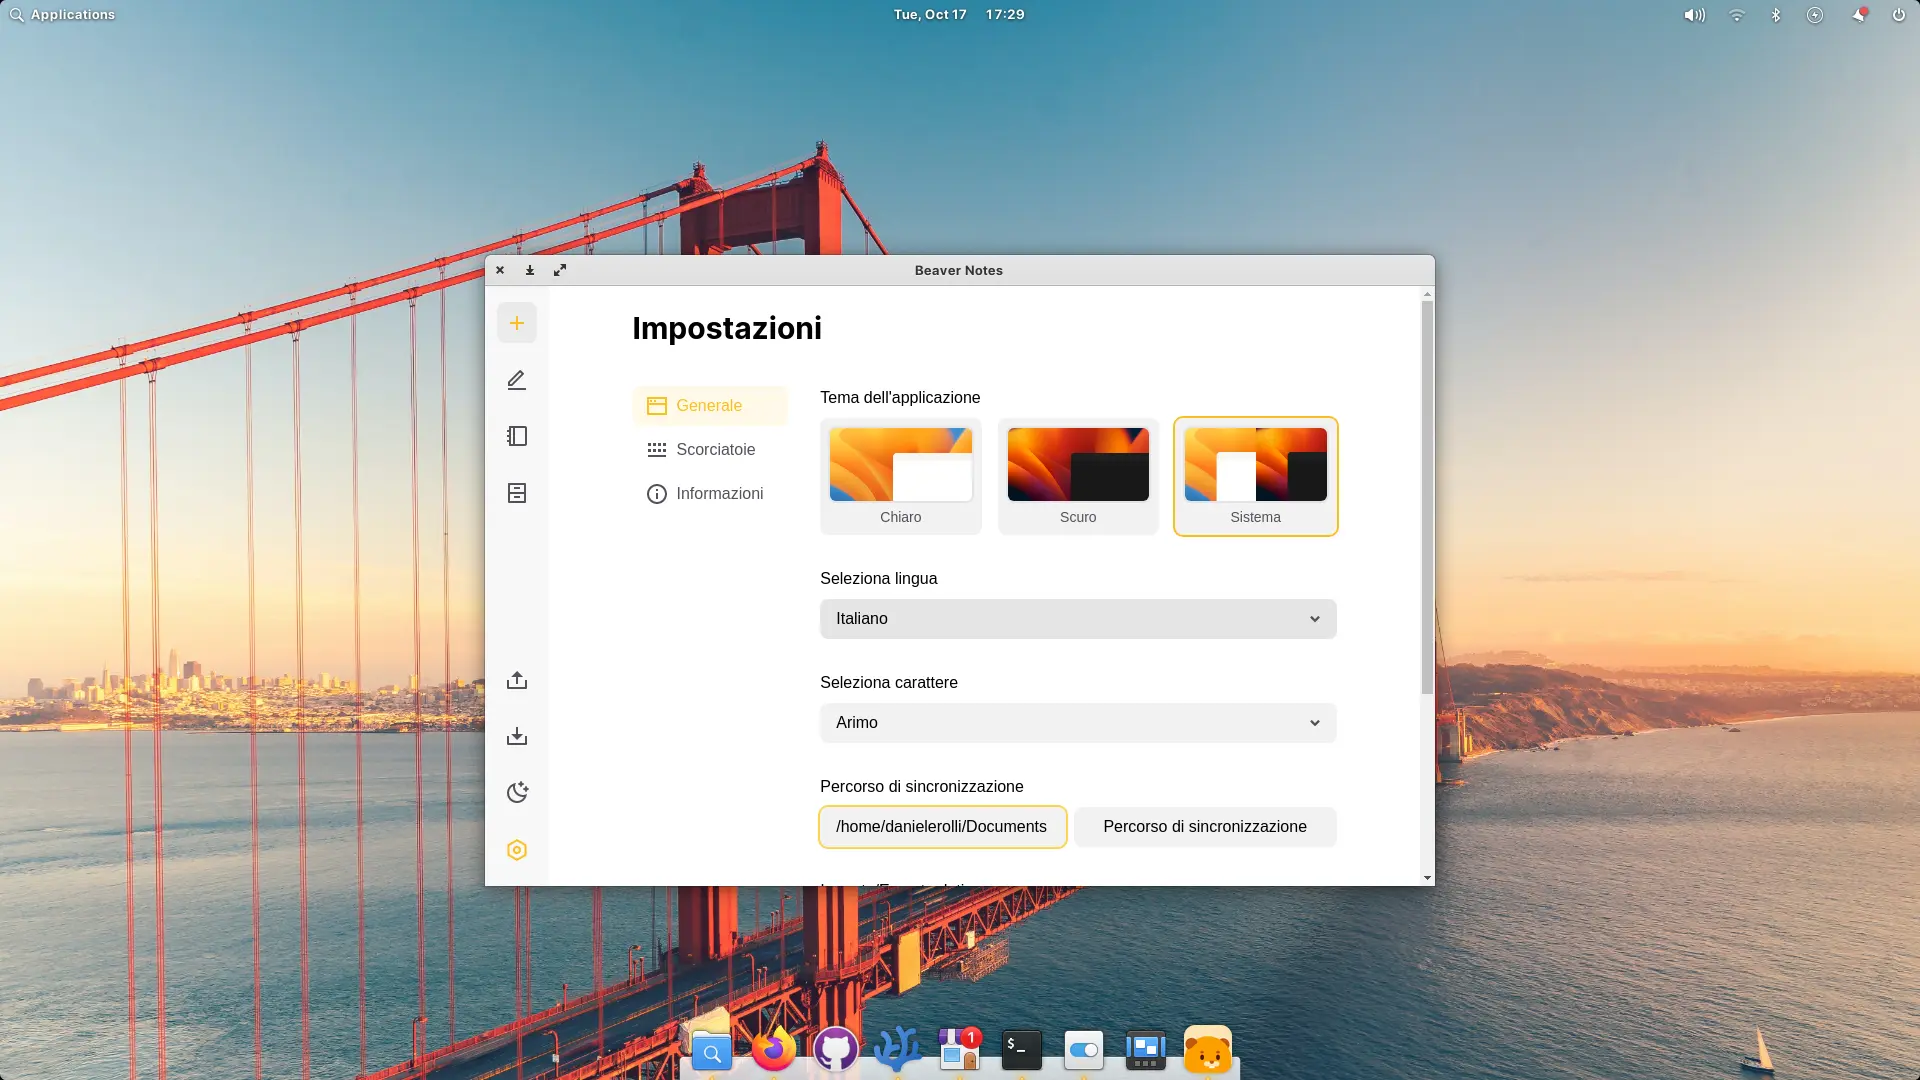 Applications
Tue, Oct 17 17:29
Beaver Notes
Impostazioni
Generale
Scorciatoie
Informazioni
Tema dell'applicazione
Chiaro
Scuro
Sistema
Seleziona lingua
Italiano
Seleziona carattere
Arimo
Percorso di sincronizzazione
/home/danielerolli/Documents
Percorso di sincronizzazione
1
$_